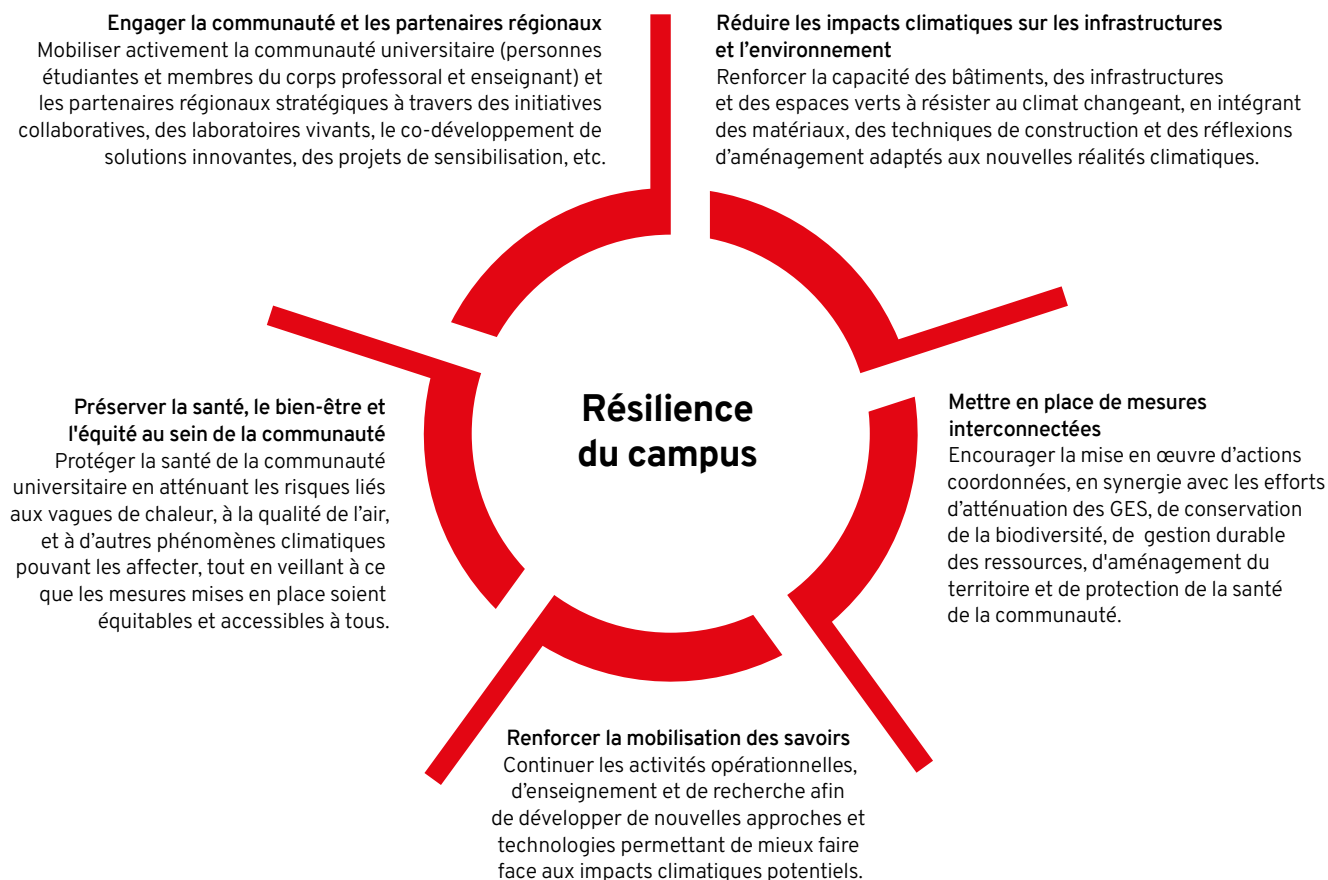 Engager la communauté et les partenaires régionaux
Mobiliser activement la communauté universitaire (personnes
étudiantes et membres du corps professoral et enseignant) et
les partenaires régionaux stratégiques à travers des initiatives
collaboratives, des laboratoires vivants, le co-développement de
solutions innovantes, des projets de sensibilisation, etc.
Réduire les impacts climatiques sur les infrastructures
et l’environnement
Renforcer la capacité des bâtiments, des infrastructures
et des espaces verts à résister au climat changeant, en intégrant
des matériaux, des techniques de construction et des réflexions
d’aménagement adaptés aux nouvelles réalités climatiques.
Résilience
du campus
Préserver la santé, le bien-être et
l'équité au sein de la communauté
Protéger la santé de la communauté
universitaire en atténuant les risques liés
aux vagues de chaleur, à la qualité de l’air,
et à d’autres phénomènes climatiques
pouvant les affecter, tout en veillant à ce
que les mesures mises en place soient
équitables et accessibles à tous.
Mettre en place de mesures
interconnectées
Encourager la mise en œuvre d’actions
coordonnées, en synergie avec les efforts
d’atténuation des GES, de conservation
de la biodiversité, de gestion durable
des ressources, d'aménagement du
territoire et de protection de la santé
de la communauté.
Renforcer la mobilisation des savoirs
Continuer les activités opérationnelles,
d’enseignement et de recherche afin
de développer de nouvelles approches et
technologies permettant de mieux faire
face aux impacts climatiques potentiels.